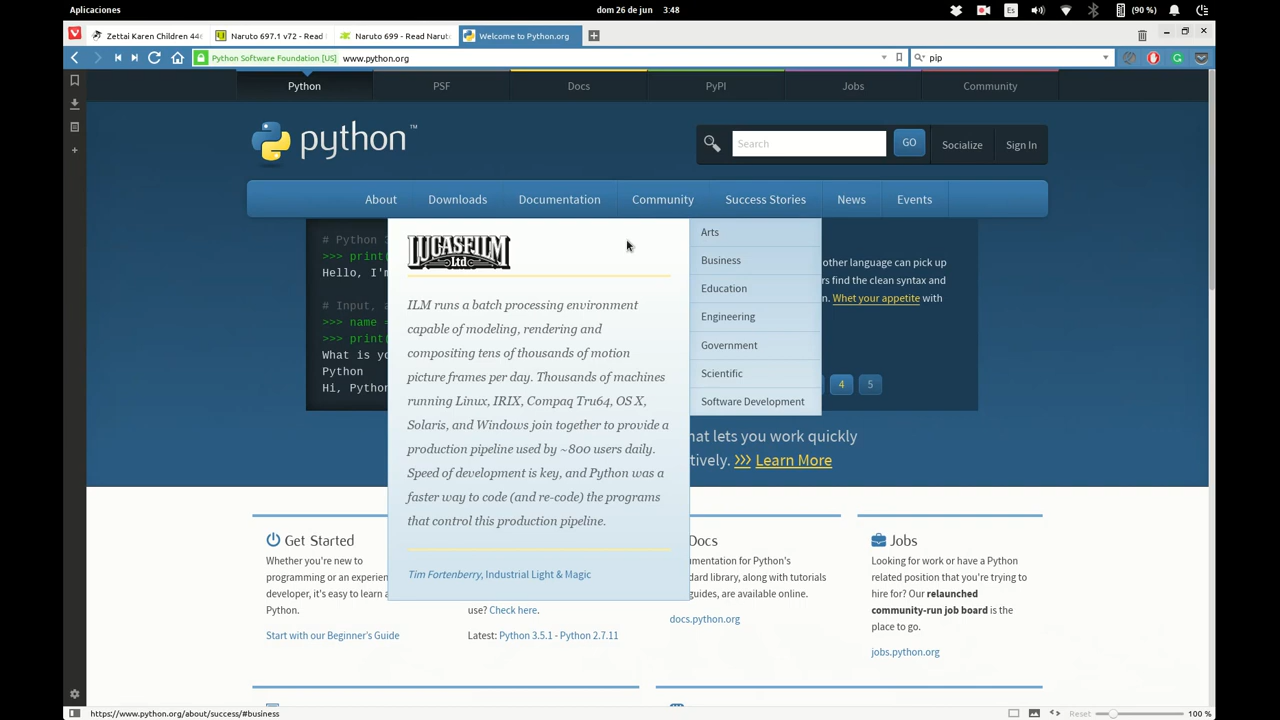 Aplicaciones
dom 26 de jun 3:48
Es
(90 %)
Zettai Karen Children 44
Naruto 697.1 v72 - Read
Naruto 699 - Read Naru
Welcome to Python.org
Python Software Foundation [US]
www.python.org
pip
Python
PSF
Docs
PyPI
Jobs
Community
python™
Search
GO
Socialize
Sign In
About
Downloads
Documentation
Community
Success Stories
News
Events
# Python 3
>>> print(
Hello, I'm
# Input, a
>>> name =
>>> print(
What is yo
Python
Hi, Python
LUCASFILM
Ltd
ILM runs a batch processing environment
capable of modeling, rendering and
compositing tens of thousands of motion
picture frames per day. Thousands of machines
running Linux, IRIX, Compaq Tru64, OS X,
Solaris, and Windows join together to provide a
production pipeline used by ~800 users daily.
Speed of development is key, and Python was a
faster way to code (and re-code) the programs
that control this production pipeline.
Tim Fortenberry, Industrial Light & Magic
Arts
Business
Education
Engineering
Government
Scientific
Software Development
other language can pick up
rs find the clean syntax and
n. Whet your appetite with
4
5
hat lets you work quickly
tively. >>> Learn More
Get Started
Whether you're new to
programming or an experien
developer, it's easy to learn a
Python.
Start with our Beginner's Guide
use? Check here.
Latest: Python 3.5.1 - Python 2.7.11
Docs
umentation for Python's
dard library, along with tutorials
guides, are available online.
docs.python.org
Jobs
Looking for work or have a Python
related position that you're trying to
hire for? Our relaunched
community-run job board is the
place to go.
jobs.python.org
https://www.python.org/about/success/#business
Reset
100 %